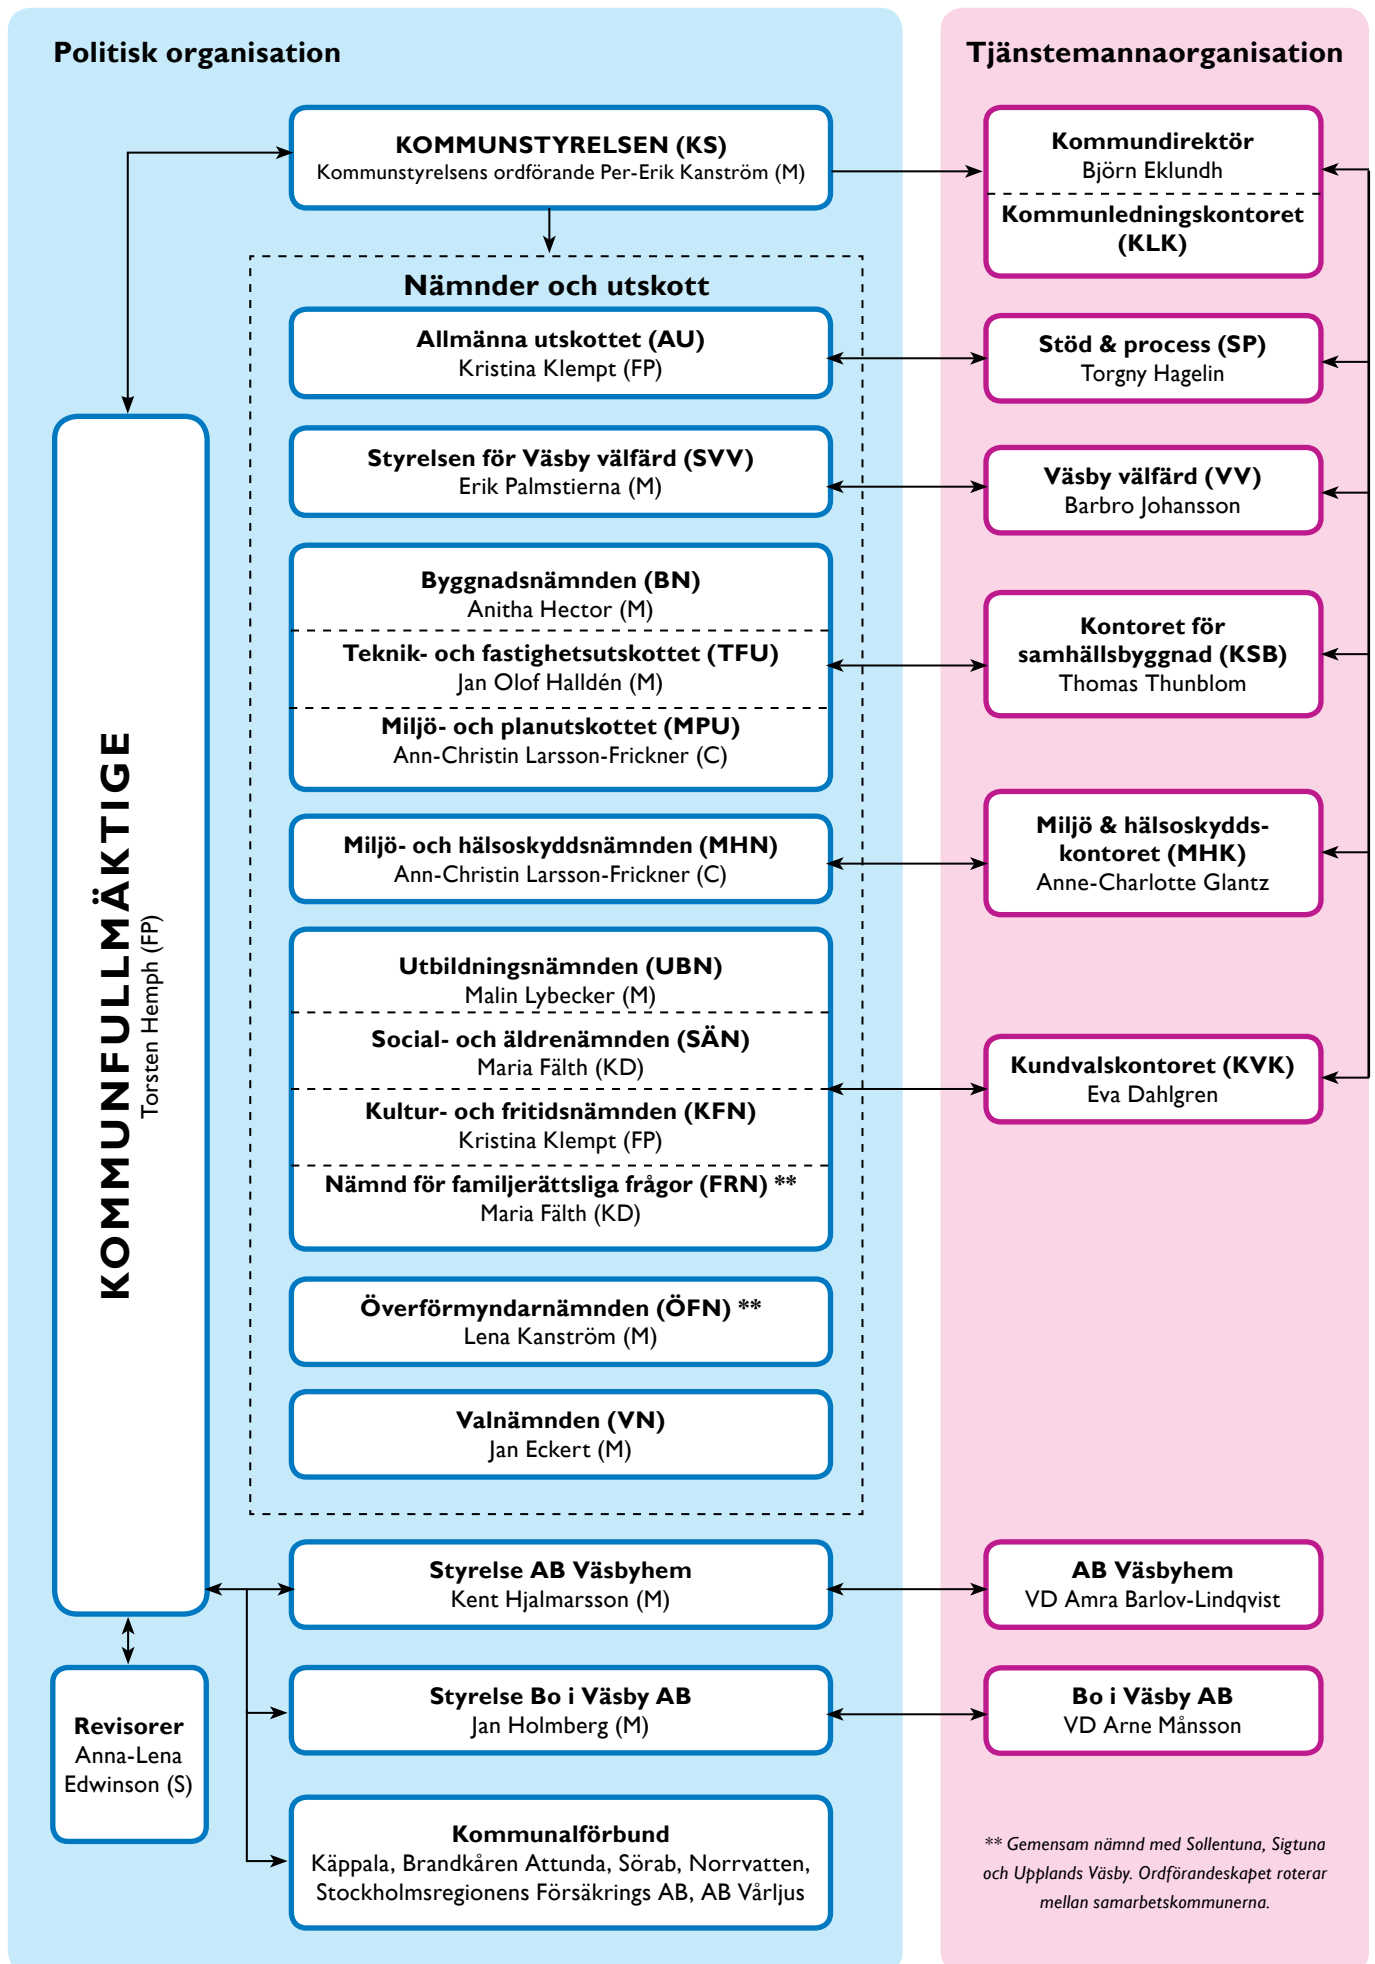 Politisk organisation
KOMMUNSTYRELSEN (KS)
Kommunstyrelsens ordförande Per-Erik Kanström (M)
Nämnder och utskott
Allmänna utskottet (AU)
Kristina Klempt (FP)
Styrelsen för Väsby välfärd (SVV)
Erik Palmstierna (M)
Byggnadsnämnden (BN)
Anitha Hector (M)
Teknik- och fastighetsutskottet (TFU)
Jan Olof Halldén (M)
Miljö- och planutskottet (MPU)
Ann-Christin Larsson-Frickner (C)
Miljö- och hälsoskyddsnämnden (MHN)
Ann-Christin Larsson-Frickner (C)
Utbildningsnämnden (UBN)
Malin Lybecker (M)
Social- och äldrenämnden (SÄN)
Maria Fälth (KD)
Kultur- och fritidsnämnden (KFN)
Kristina Klempt (FP)
Nämnd för familjerättsliga frågor (FRN) **
Maria Fälth (KD)
Överförmyndarnämnden (ÖFN) **
Lena Kanström (M)
Valnämnden (VN)
Jan Eckert (M)
KOMMUNFULLMÄKTIGE
Torsten Hemph (FP)
Styrelse AB Väsbyhem
Kent Hjalmarsson (M)
Styrelse Bo i Väsby AB
Jan Holmberg (M)
Revisorer
Anna-Lena
Edwinson (S)
Kommunalförbund
Käppala, Brandkåren Attunda, Sörab, Norrvatten,
Stockholmsregionens Försäkrings AB, AB Vårljus
Tjänstemannaorganisation
Kommundirektör
Björn Eklundh
Kommunledningskontoret
(KLK)
Stöd & process (SP)
Torgny Hagelin
Väsby välfärd (VV)
Barbro Johansson
Kontoret för
samhällsbyggnad (KSB)
Thomas Thunblom
Miljö & hälsoskydds-
kontoret (MHK)
Anne-Charlotte Glantz
Kundvalskontoret (KVK)
Eva Dahlgren
AB Väsbyhem
VD Amra Barlov-Lindqvist
Bo i Väsby AB
VD Arne Månsson
** Gemensam nämnd med Sollentuna, Sigtuna
och Upplands Väsby. Ordförandeskapet roterar
mellan samarbetskommunerna.